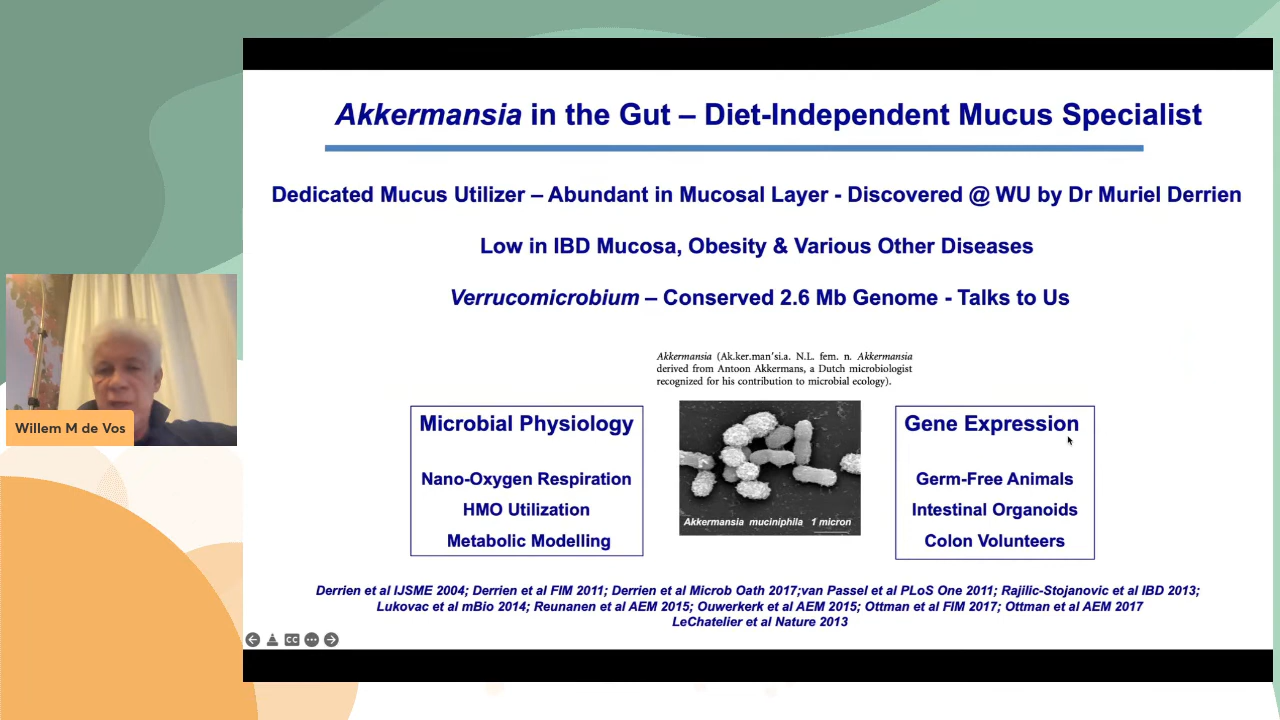 Akkermansia in the Gut – Diet-Independent Mucus Specialist
Dedicated Mucus Utilizer – Abundant in Mucosal Layer - Discovered @ WU by Dr Muriel Derrien
Low in IBD Mucosa, Obesity & Various Other Diseases
Verrucomicrobium – Conserved 2.6 Mb Genome - Talks to Us
Akkermansia (Ak.ker.man'si.a. N.L. fem. n. Akkermansia
derived from Antoon Akkermans, a Dutch microbiologist
recognized for his contribution to microbial ecology).
Microbial Physiology
Nano-Oxygen Respiration
HMO Utilization
Metabolic Modelling
Akkermansia muciniphila 1 micron
Gene Expression
Germ-Free Animals
Intestinal Organoids
Colon Volunteers
Derrien et al IJSME 2004; Derrien et al FIM 2011; Derrien et al Microb Oath 2017;van Passel et al PLoS One 2011; Rajilic-Stojanovic et al IBD 2013;
Lukovac et al mBio 2014; Reunanen et al AEM 2015; Ouwerkerk et al AEM 2015; Ottman et al FIM 2017; Ottman et al AEM 2017
LeChatelier et al Nature 2013
CC
Willem M de Vos